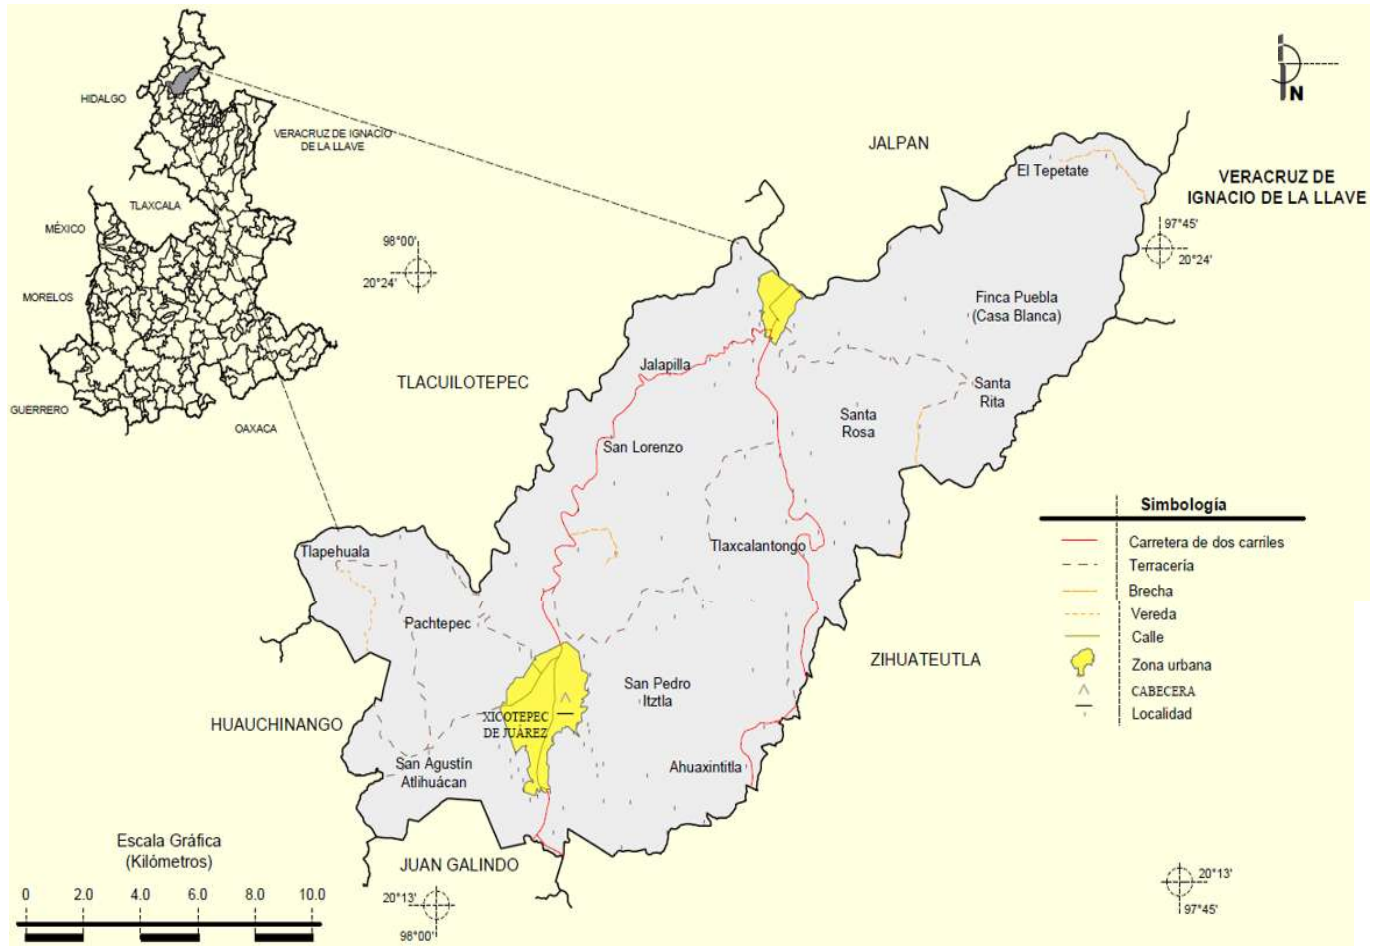 N
HIDALGO
VERACRUZ DE IGNACIO
DE LA LLAVE
TLAXCALA
MÉXICO
MORELOS
GUERRERO
OAXACA
JALPAN
El Tepetate
VERACRUZ DE
IGNACIO DE LA LLAVE
98°00'
20°24'
97°45'
20°24'
Finca Puebla
(Casa Blanca)
Jalapilla
TLACUILOTEPEC
Santa
Rita
Santa
Rosa
San Lorenzo
Tlaxcalantongo
Tlapehuala
Pachtepec
ZIHUATEUTLA
San Pedro
Itztla
HUAUCHINANGO
XICOTEPEC
DE JUÁREZ
San Agustín
Atlihuácan
Ahuaxintitla
JUAN GALINDO
Simbología
Carretera de dos carriles
Terracería
Brecha
Vereda
Calle
Zona urbana
CABECERA
Localidad
Escala Gráfica
(Kilómetros)
0 2.0 4.0 6.0 8.0 10.0
20°13'
98°00'
20°13'
97°45'